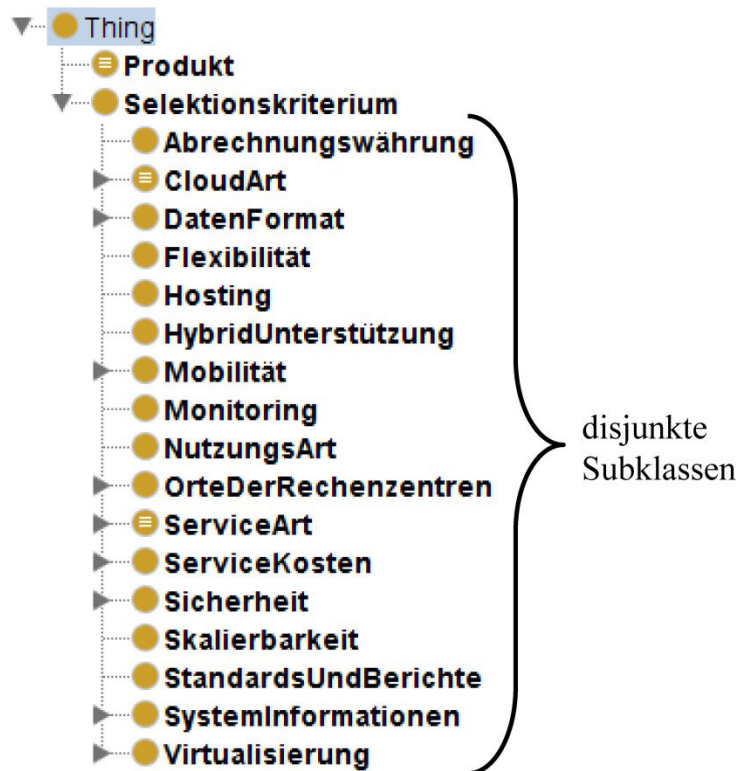 Thing
Produkt
Selektionskriterium
Abrechnungswährung
CloudArt
DatenFormat
Flexibilität
Hosting
HybridUnterstützung
Mobilität
Monitoring
NutzungsArt
OrteDerRechenzentren
ServiceArt
ServiceKosten
Sicherheit
Skalierbarkeit
StandardsUndBerichte
SystemInformationen
Virtualisierung
disjunkte
Subklassen